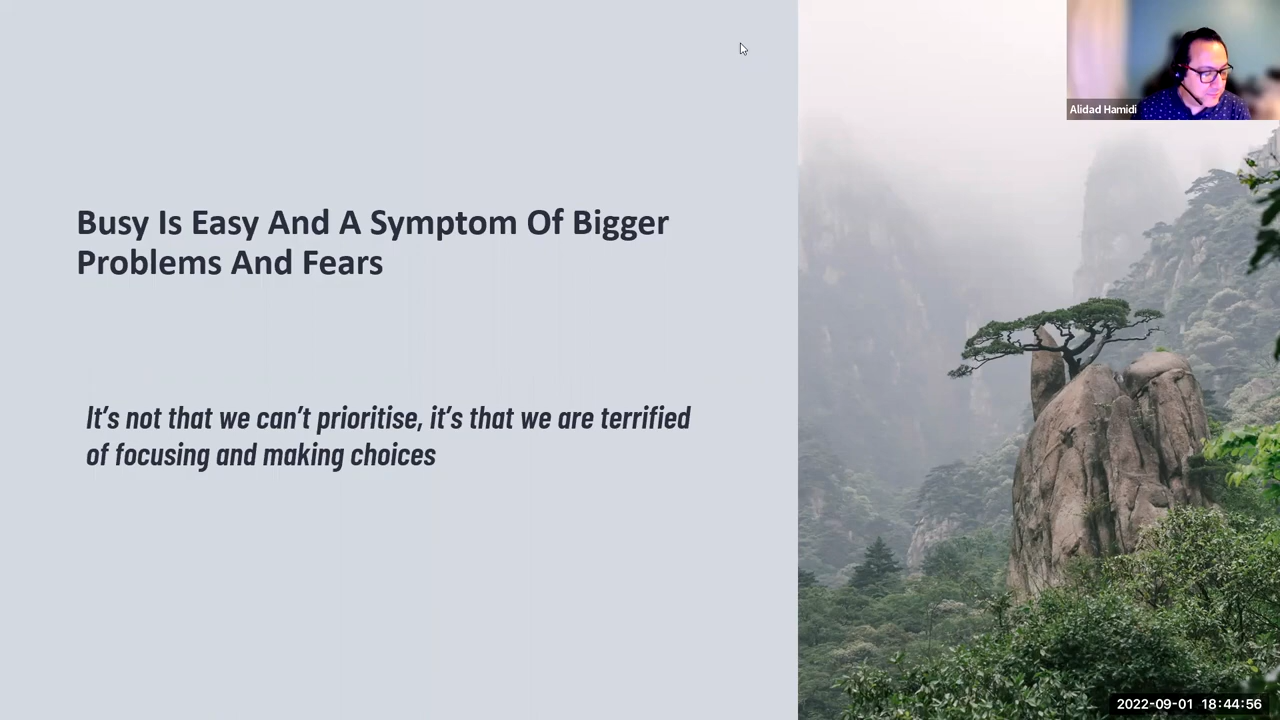 Alidad Hamidi
Busy Is Easy And A Symptom Of Bigger
Problems And Fears
It’s not that we can’t prioritise, it’s that we are terrified
of focusing and making choices
2022-09-01 18:44:56